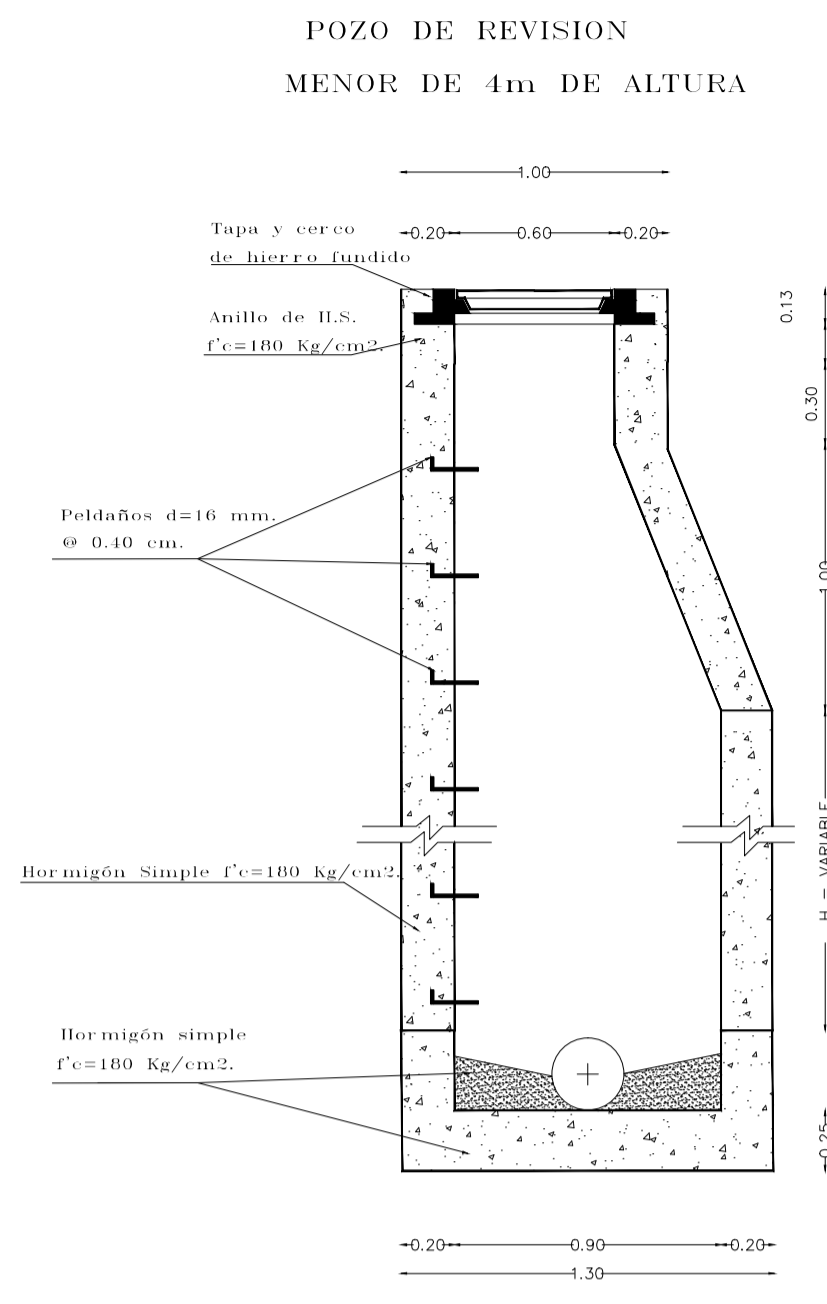 POZO DE REVISION
MENOR DE 4m DE ALTURA
1.00
0.20 0.60 0.20
Tapa y cerco
de hierro fundido
0.13
Anillo de H.S.
f'c=180 Kg/cm2.
0.30
Peldaños d=16 mm.
@ 0.40 cm.
1.00
H = VARIABLE
Hormigón Simple f'c=180 Kg/cm2.
Hormigón simple
f'c=180 Kg/cm2.
0.25
0.20 0.90 0.20
1.30